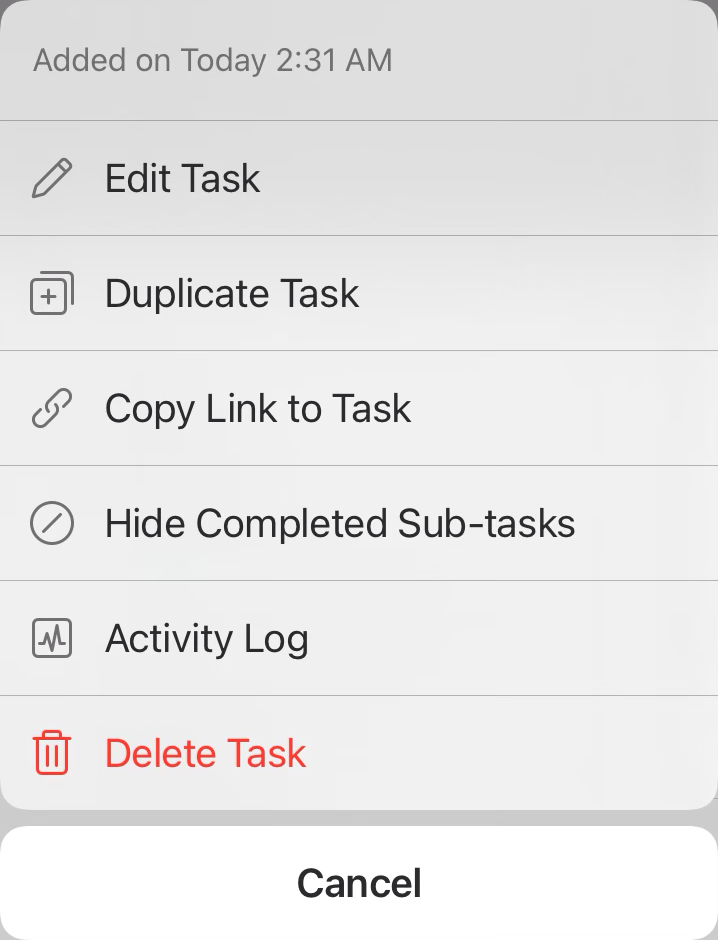 Added on Today 2:31 AM
Edit Task
Duplicate Task
Copy Link to Task
Hide Completed Sub-tasks
Activity Log
Delete Task
Cancel